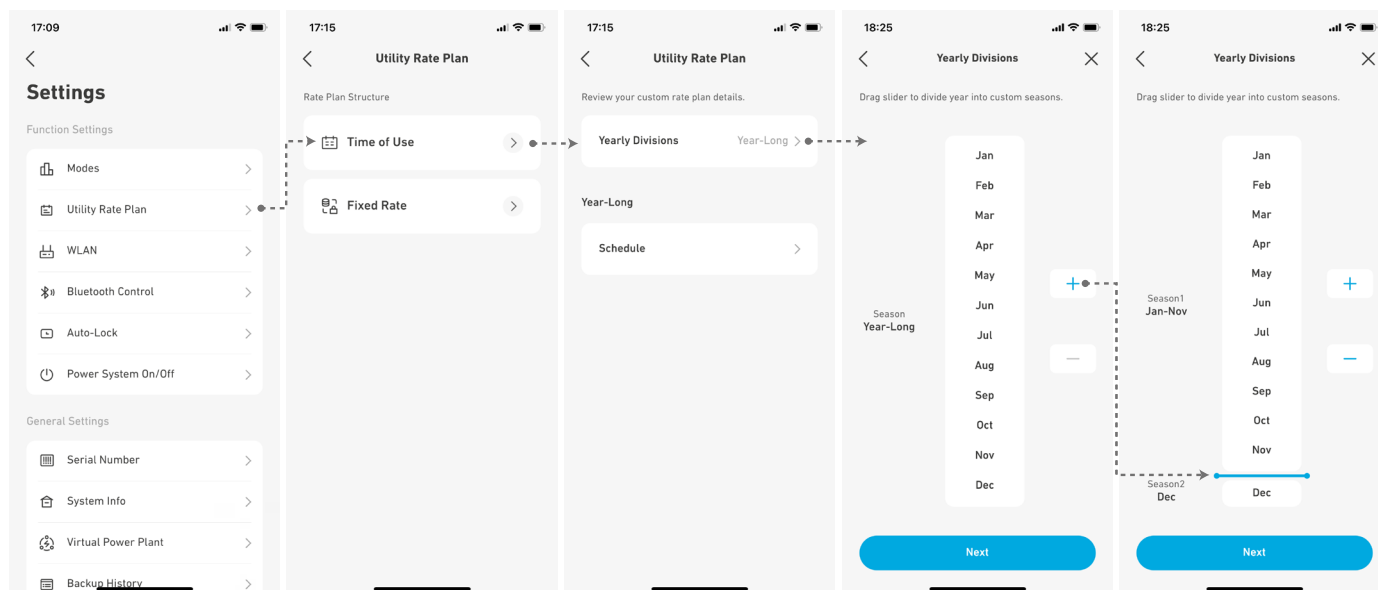 17:09
Settings
Function Settings
Modes
Utility Rate Plan
WLAN
Bluetooth Control
Auto-Lock
Power System On/Off
General Settings
Serial Number
System Info
Virtual Power Plant
Backup History
17:15
Utility Rate Plan
Rate Plan Structure
Time of Use
Fixed Rate
17:15
Utility Rate Plan
Review your custom rate plan details.
Yearly Divisions Year-Long
Year-Long
Schedule
18:25
Yearly Divisions
Drag slider to divide year into custom seasons.
Jan
Feb
Mar
Apr
May
Jun
Season
Year-Long
Jul
Aug
Sep
Oct
Nov
Dec
Next
18:25
Yearly Divisions
Drag slider to divide year into custom seasons.
Jan
Feb
Mar
Apr
May
Season1
Jan-Nov
Jun
Jul
Aug
Sep
Oct
Nov
Season2
Dec
Dec
Next